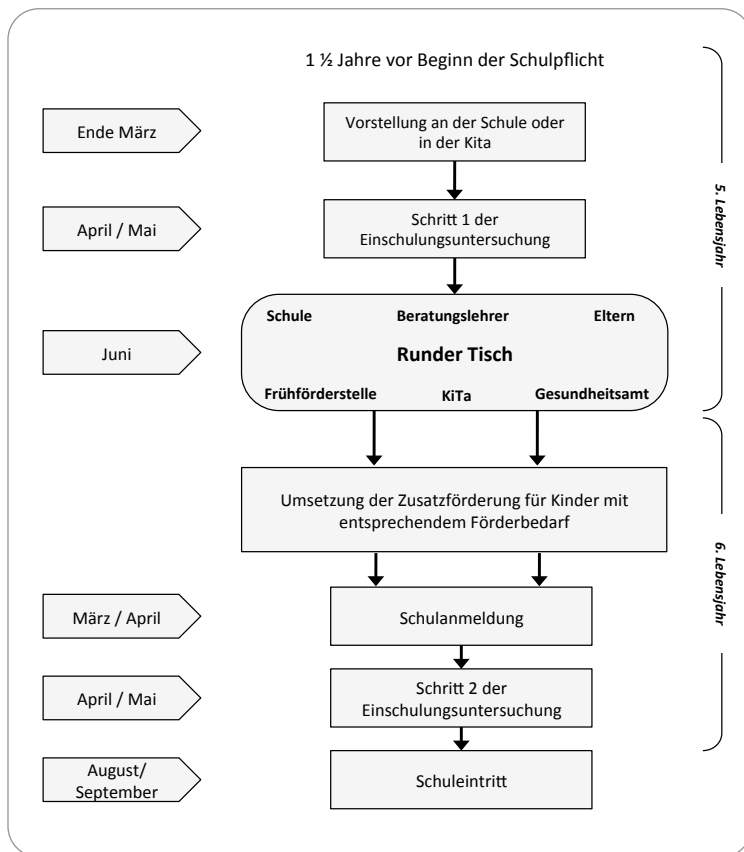 1 ½ Jahre vor Beginn der Schulpflicht
Ende März
Vorstellung an der Schule oder
in der Kita
April / Mai
Schritt 1 der
Einschulungsuntersuchung
5. Lebensjahr
Juni
Schule Beratungslehrer Eltern
Runder Tisch
Frühförderstelle KiTa Gesundheitsamt
Umsetzung der Zusatzförderung für Kinder mit
entsprechendem Förderbedarf
6. Lebensjahr
März / April
Schulanmeldung
April / Mai
Schritt 2 der
Einschulungsuntersuchung
August/
September
Schuleintritt